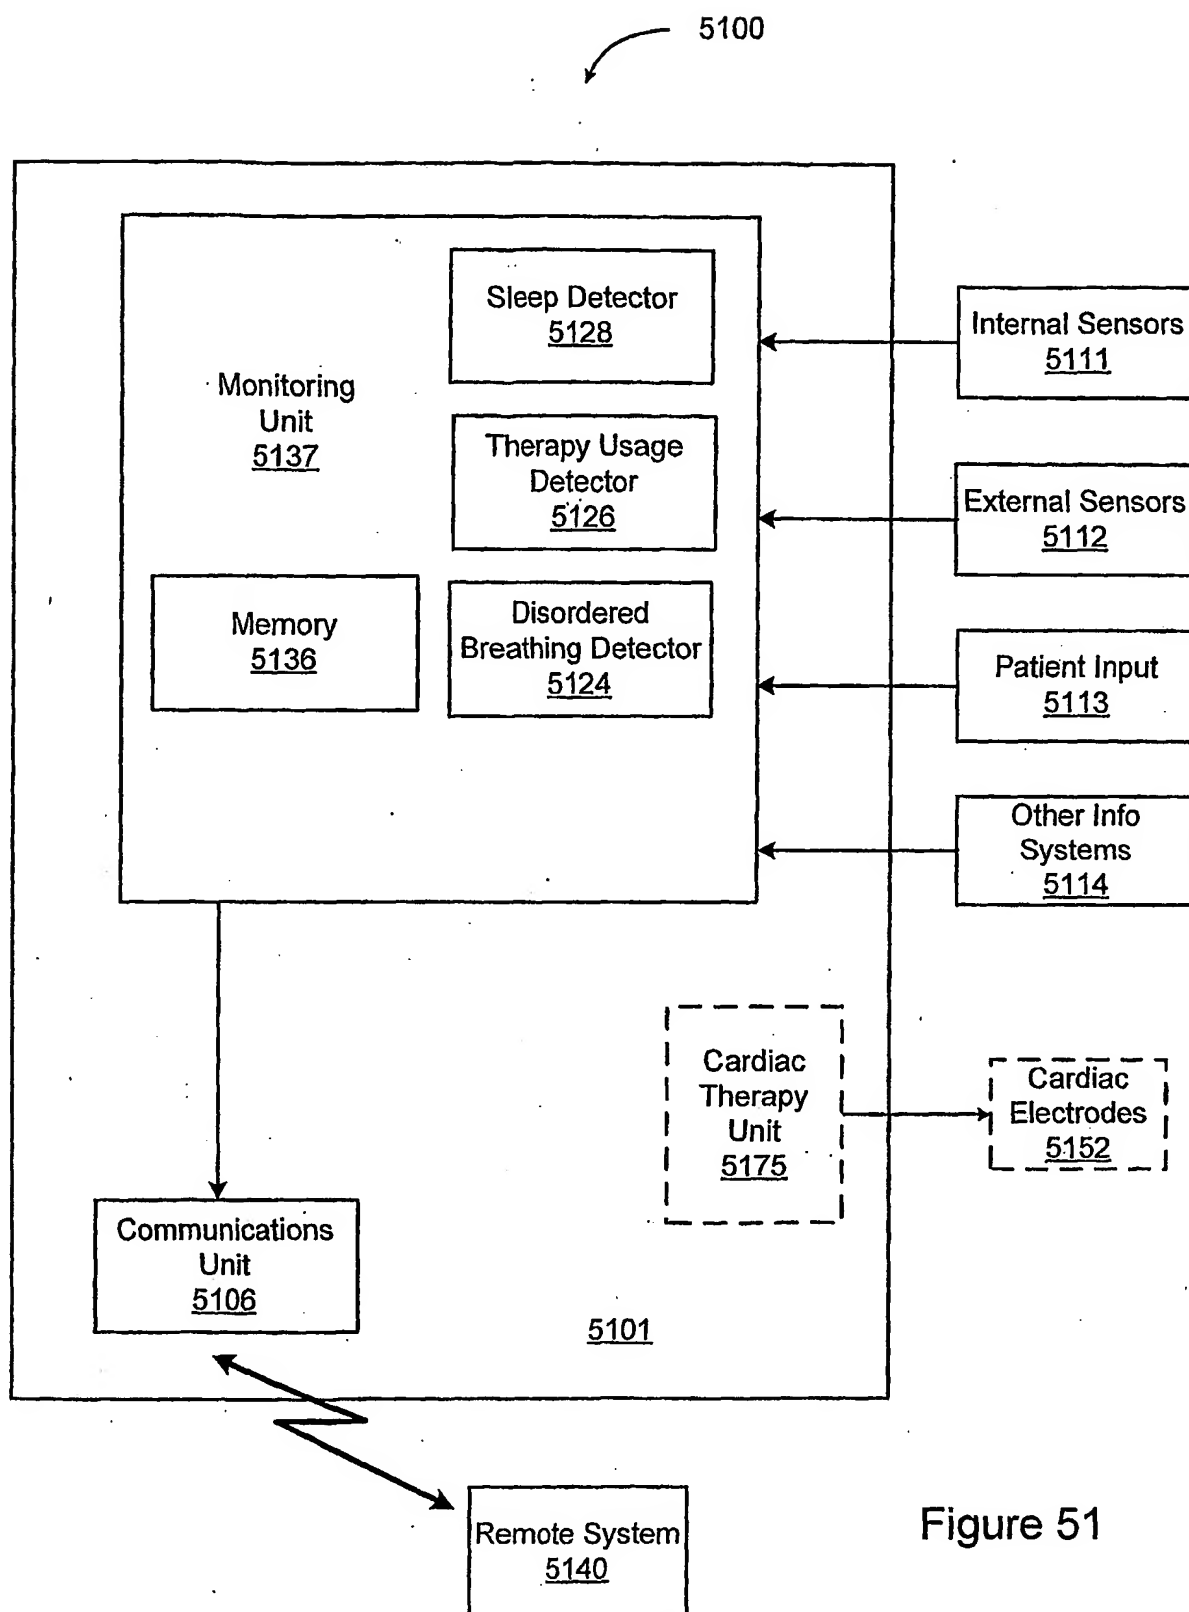 5100
Sleep Detector
5128
Monitoring
Unit
5137
Therapy Usage
Detector
5126
Memory
5136
Disordered
Breathing Detector
5124
Internal Sensors
5111
External Sensors
5112
Patient Input
5113
Other Info
Systems
5114
Cardiac
Therapy
Unit
5175
Cardiac
Electrodes
5152
Communications
Unit
5106
5101
Remote System
5140
Figure 51